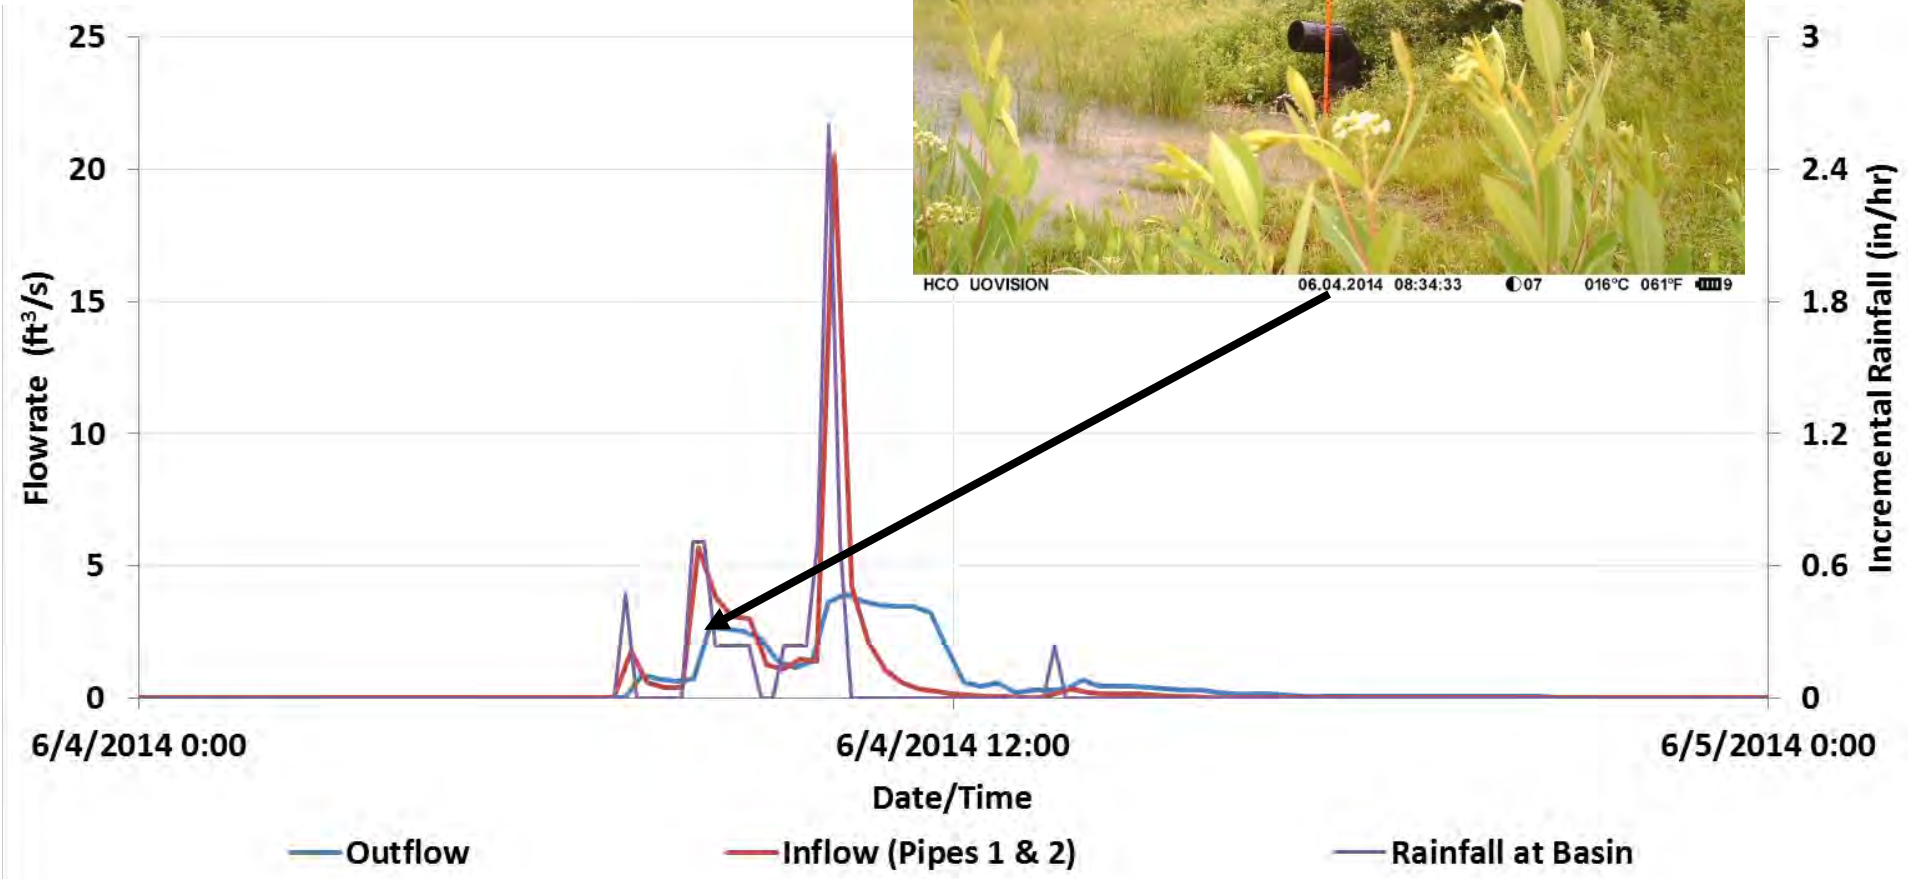 25
20
15
10
5
0
Flowrate (ft³/s)
3
2.4
1.8
1.2
0.6
0
Incremental Rainfall (in/hr)
HCO UOVISION 06.04.2014 08:34:33 07 016°C 061°F 9
6/4/2014 0:00 6/4/2014 12:00 6/5/2014 0:00
Date/Time
Outflow Inflow (Pipes 1 & 2) Rainfall at Basin